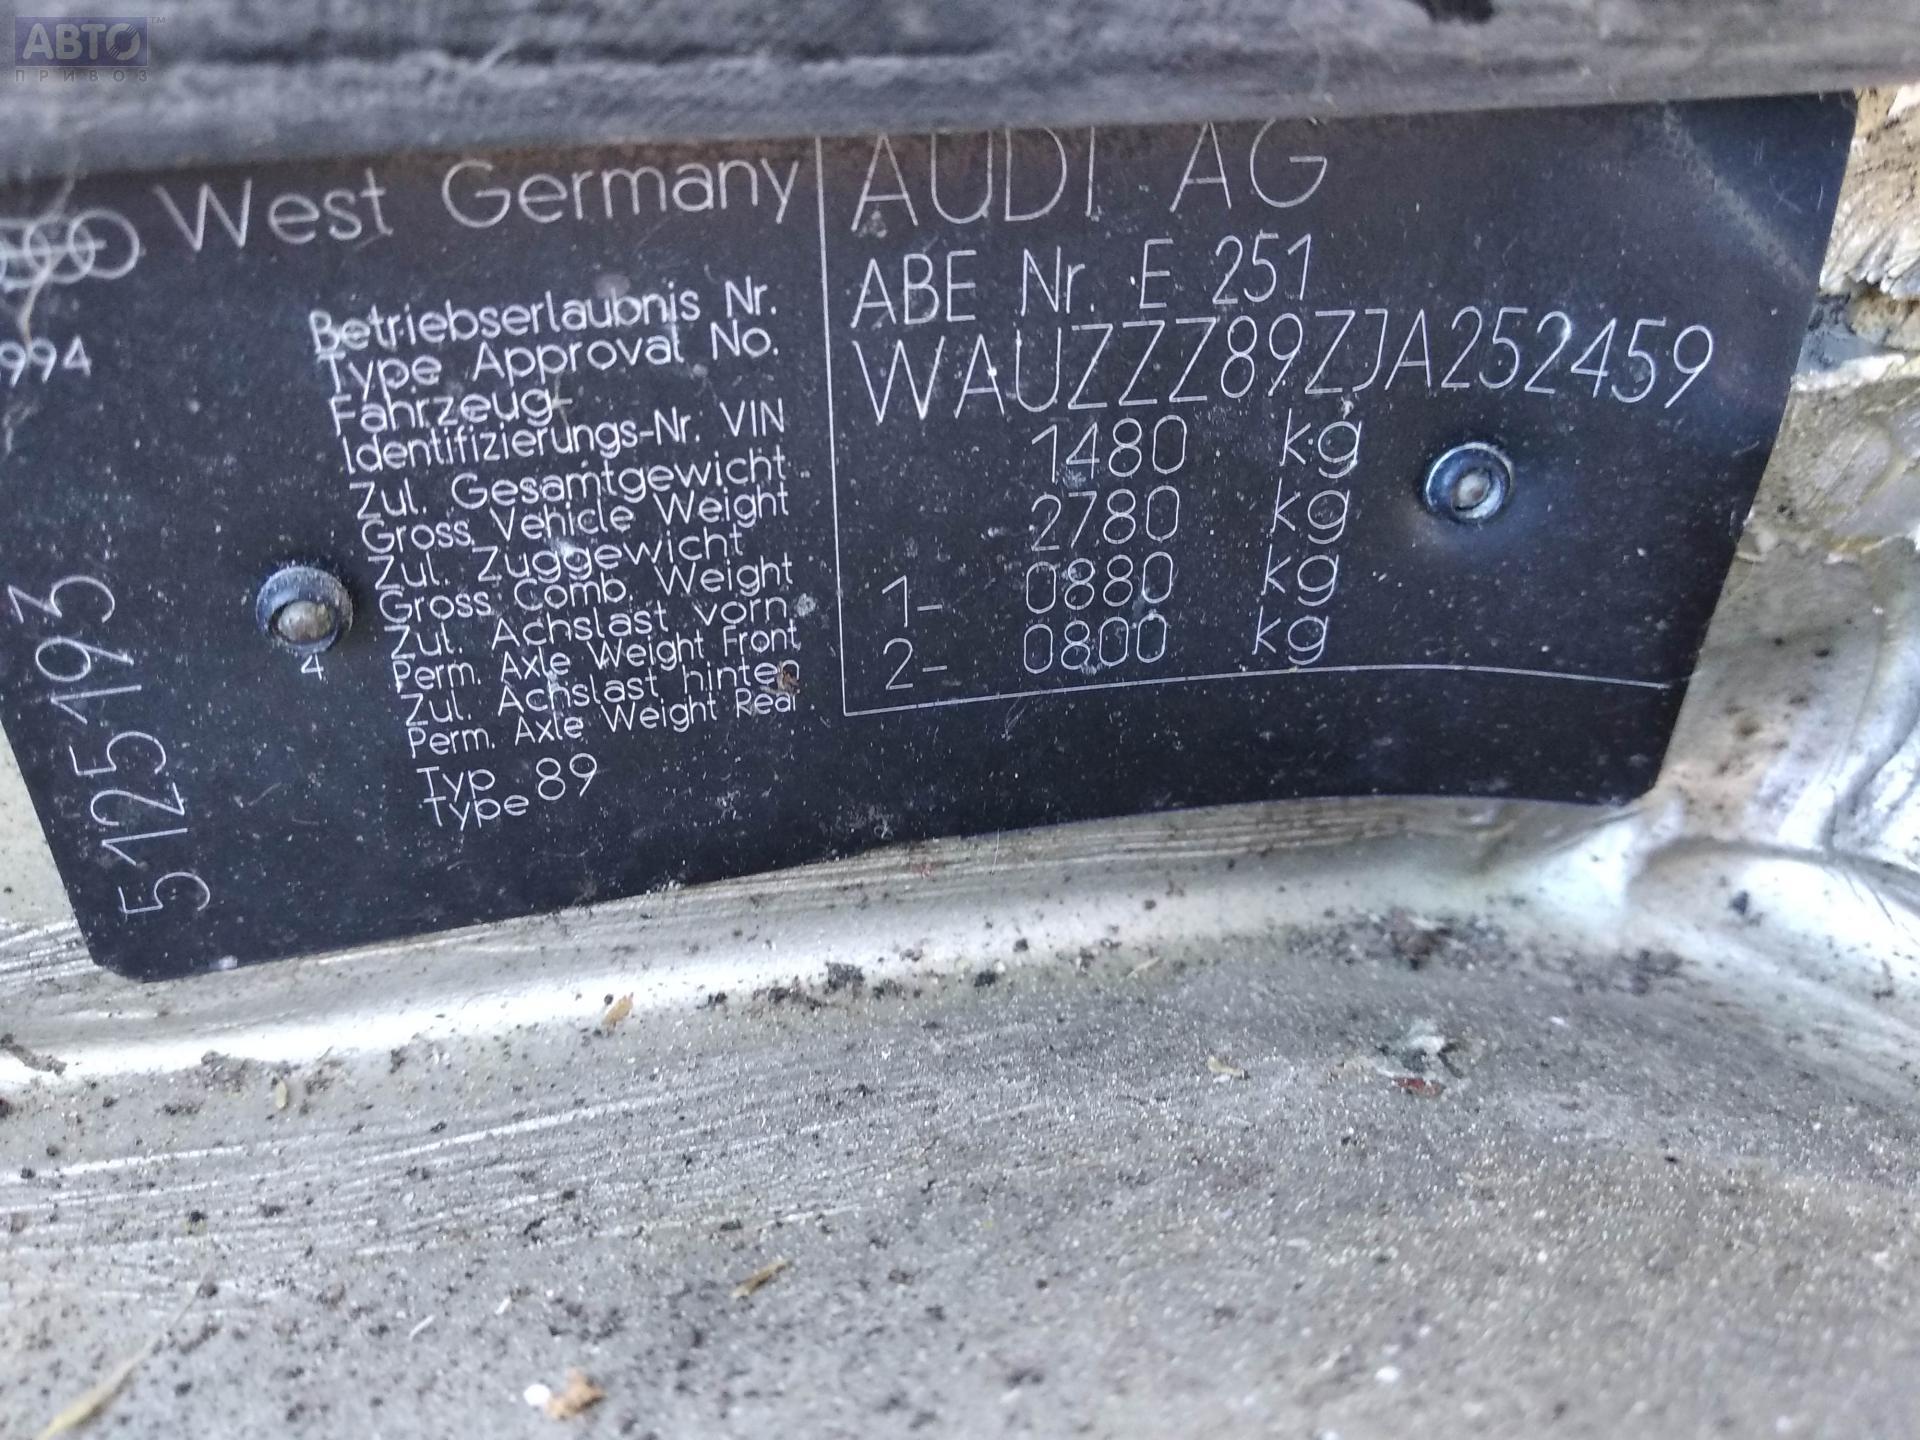 АВТО™
ПРИВОЗ
West Germany
AUDI AG
Betriebserlaubnis Nr.
Type Approval No.
ABE Nr. E 251
994
Fahrzeug-
Identifizierungs-Nr. VIN
WAUZZZ89ZJA252459
Zul. Gesamtgewicht
Gross Vehicle Weight
1480 kg
Zul. Zuggewicht
Gross Comb. Weight
2780 kg
Zul. Achslast vorn
Perm. Axle Weight Front
1- 0880 kg
Zul. Achslast hinten
Perm. Axle Weight Rear
2- 0800 kg
Typ
Type 89
4
5125193